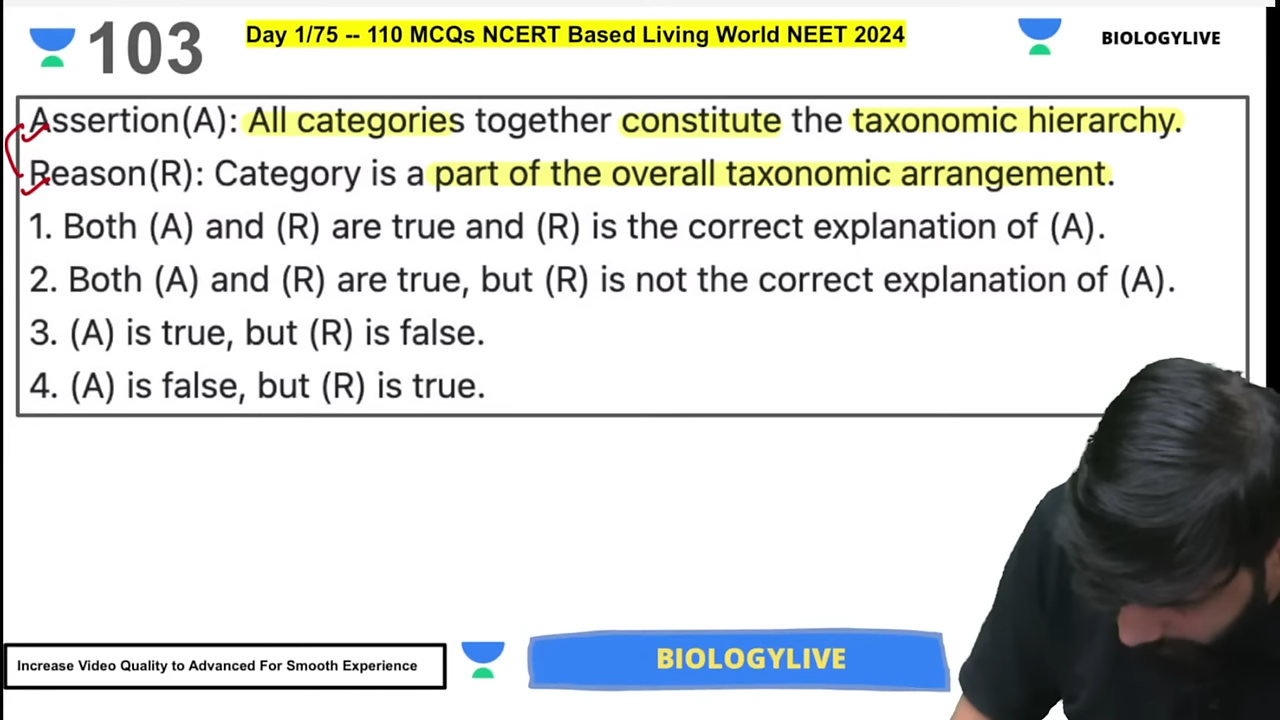 103
Day 1/75 -- 110 MCQs NCERT Based Living World NEET 2024
BIOLOGYLIVE
Assertion(A): All categories together constitute the taxonomic hierarchy.
Reason(R): Category is a part of the overall taxonomic arrangement.
1. Both (A) and (R) are true and (R) is the correct explanation of (A).
2. Both (A) and (R) are true, but (R) is not the correct explanation of (A).
3. (A) is true, but (R) is false.
4. (A) is false, but (R) is true.
Increase Video Quality to Advanced For Smooth Experience
BIOLOGYLIVE